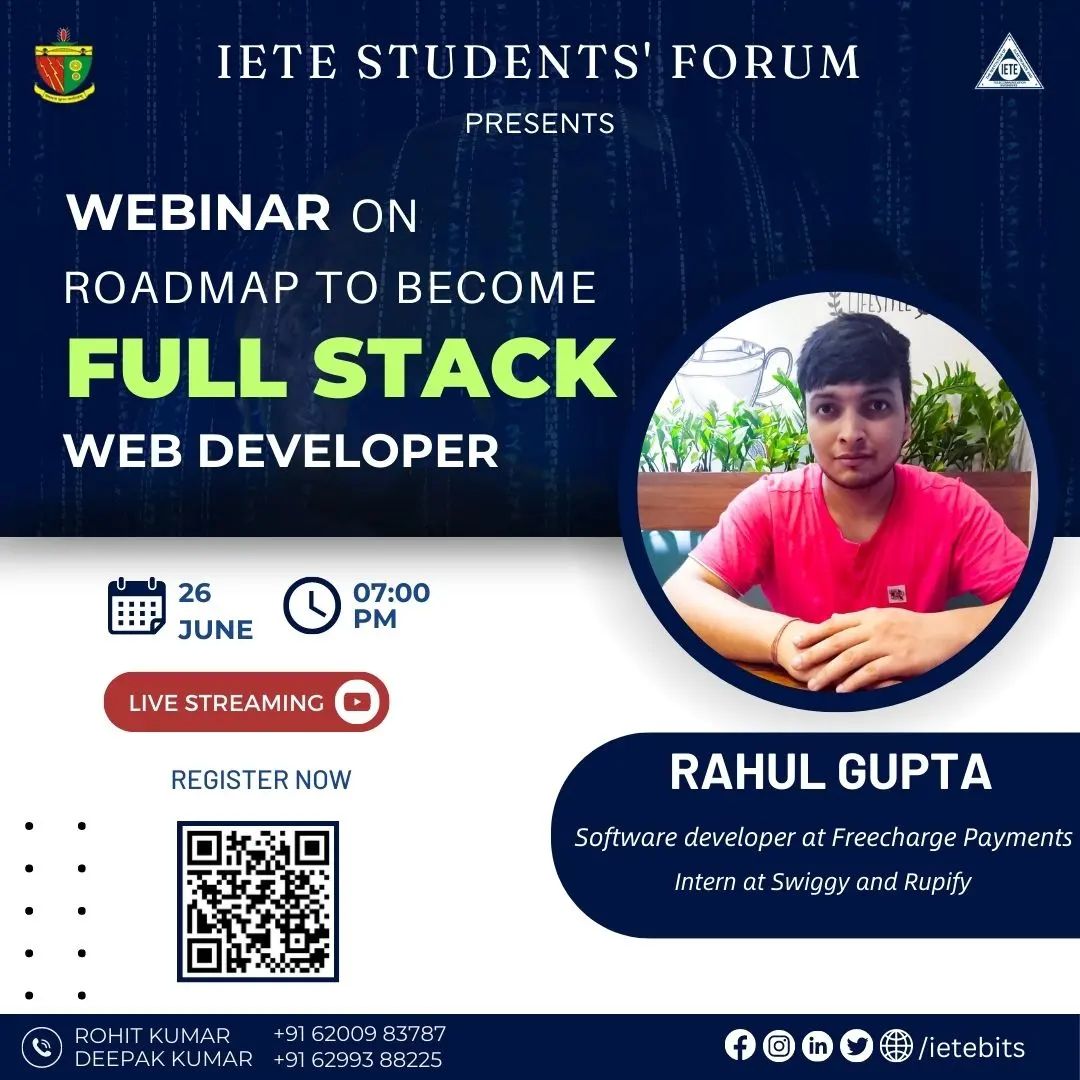 IETE STUDENTS' FORUM
IETE
PRESENTS
WEBINAR ON
ROADMAP TO BECOME
FULL STACK
WEB DEVELOPER
LIFESTYLE
26
JUNE
07:00
PM
LIVE STREAMING
REGISTER NOW
RAHUL GUPTA
Software developer at Freecharge Payments
Intern at Swiggy and Rupify
ROHIT KUMAR +91 62009 83787
DEEPAK KUMAR +91 62993 88225
/ietebits